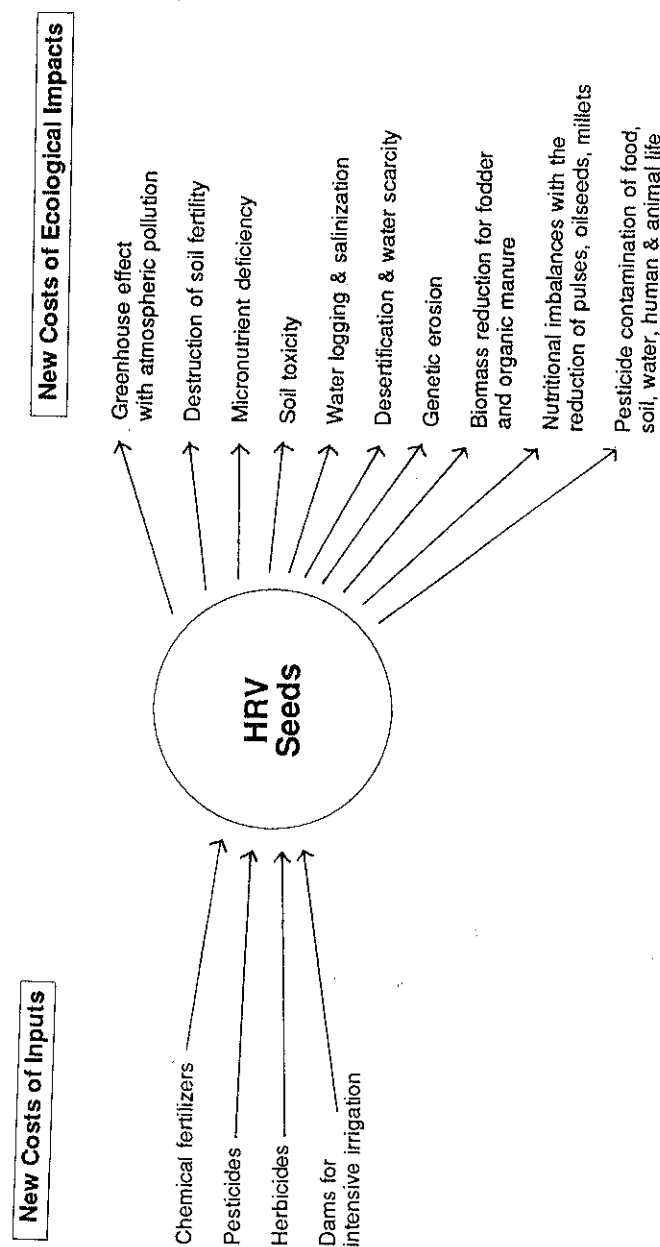 New Costs of Inputs
Chemical fertilizers
Pesticides
Herbicides
Dams for
intensive irrigation
HRV
Seeds
New Costs of Ecological Impacts
Greenhouse effect
with atmospheric pollution
Destruction of soil fertility
Micronutrient deficiency
Soil toxicity
Water logging & salinization
Desertification & water scarcity
Genetic erosion
Biomass reduction for fodder
and organic manure
Nutritional imbalances with the
reduction of pulses, oilseeds, millets
Pesticide contamination of food,
soil, water, human & animal life